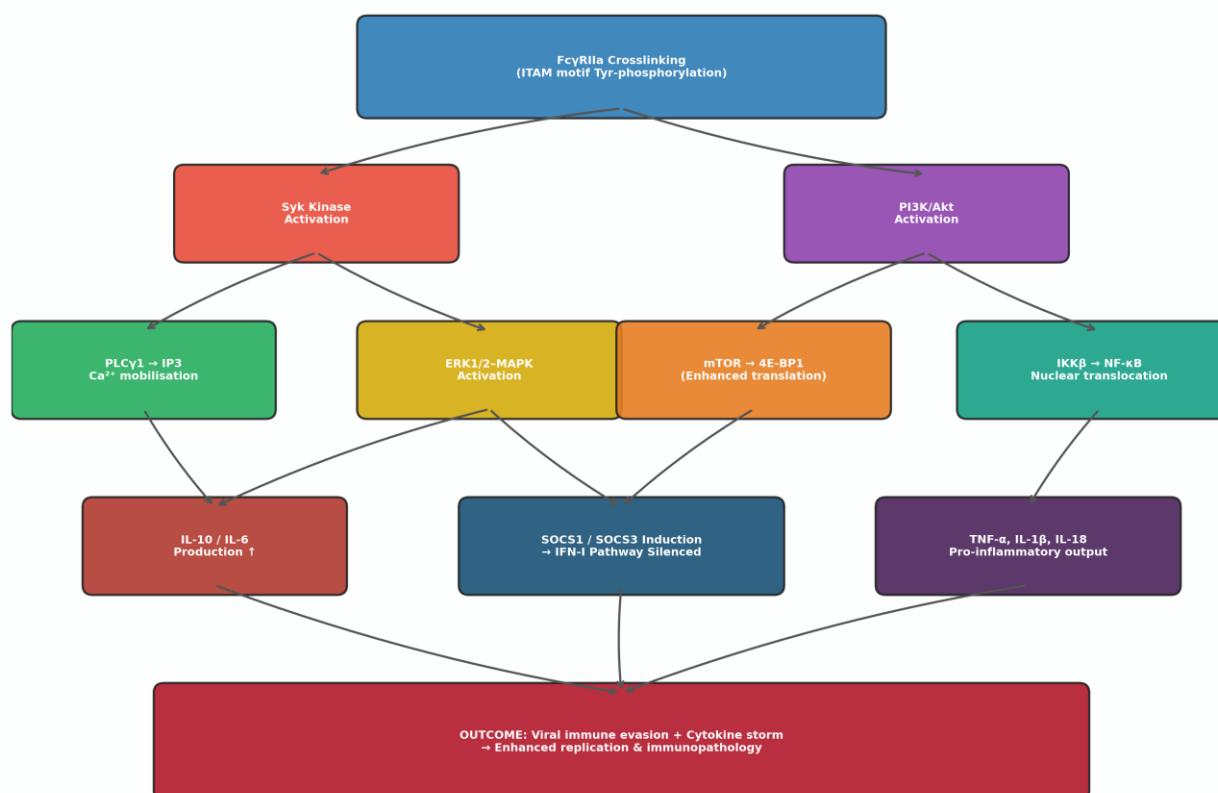 FcγRIIa Crosslinking
(ITAM motif Tyr-phosphorylation)
Syk Kinase
Activation
PI3K/Akt
Activation
PLCγ1 → IP3
Ca²⁺ mobilisation
ERK1/2–MAPK
Activation
mTOR → 4E-BP1
(Enhanced translation)
IKKβ → NF-κB
Nuclear translocation
IL-10 / IL-6
Production ↑
SOCS1 / SOCS3 Induction
→ IFN-I Pathway Silenced
TNF-α, IL-1β, IL-18
Pro-inflammatory output
OUTCOME: Viral immune evasion + Cytokine storm
→ Enhanced replication & immunopathology